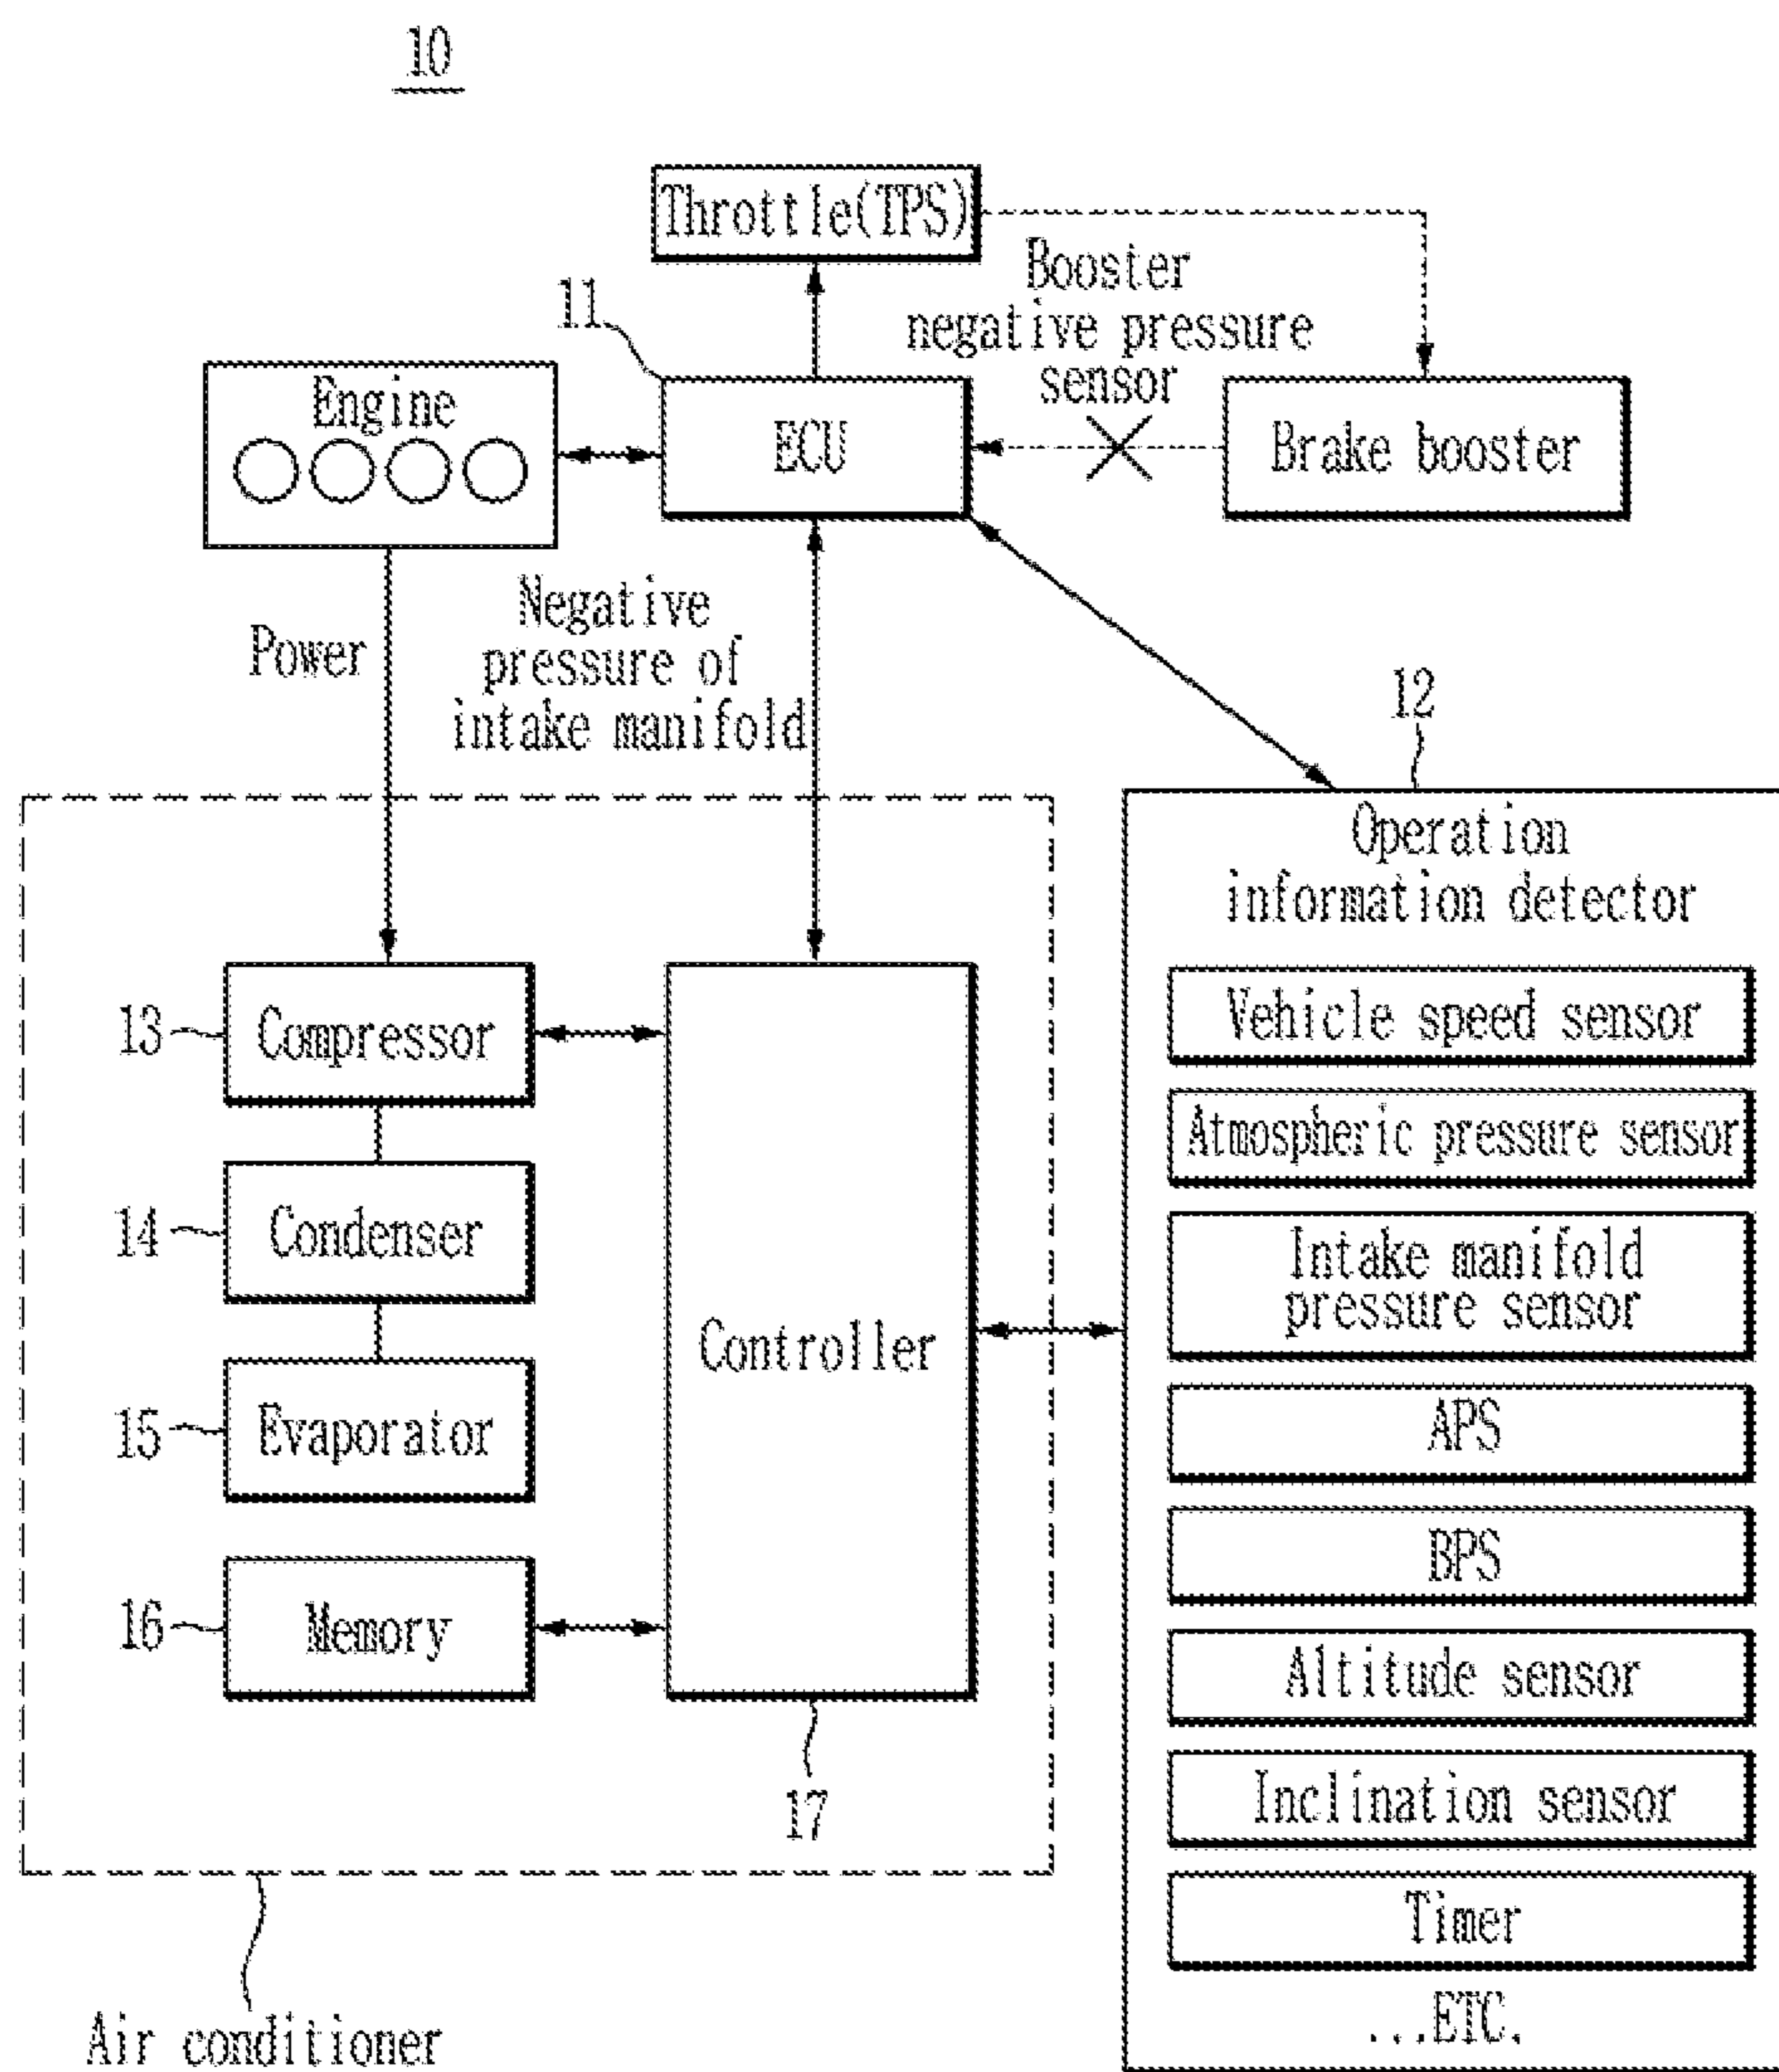 10
Throttle(TPS)
Booster
negative pressure
sensor
11
Engine
ECU
Brake booster
Power
Negative
pressure of
intake manifold
12
Operation
information detector
13
Compressor
Vehicle speed sensor
Atmospheric pressure sensor
14
Condenser
Intake manifold
pressure sensor
Controller
15
Evaporator
APS
BPS
16
Memory
Altitude sensor
17
Inclination sensor
Timer
...ETC.
Air conditioner